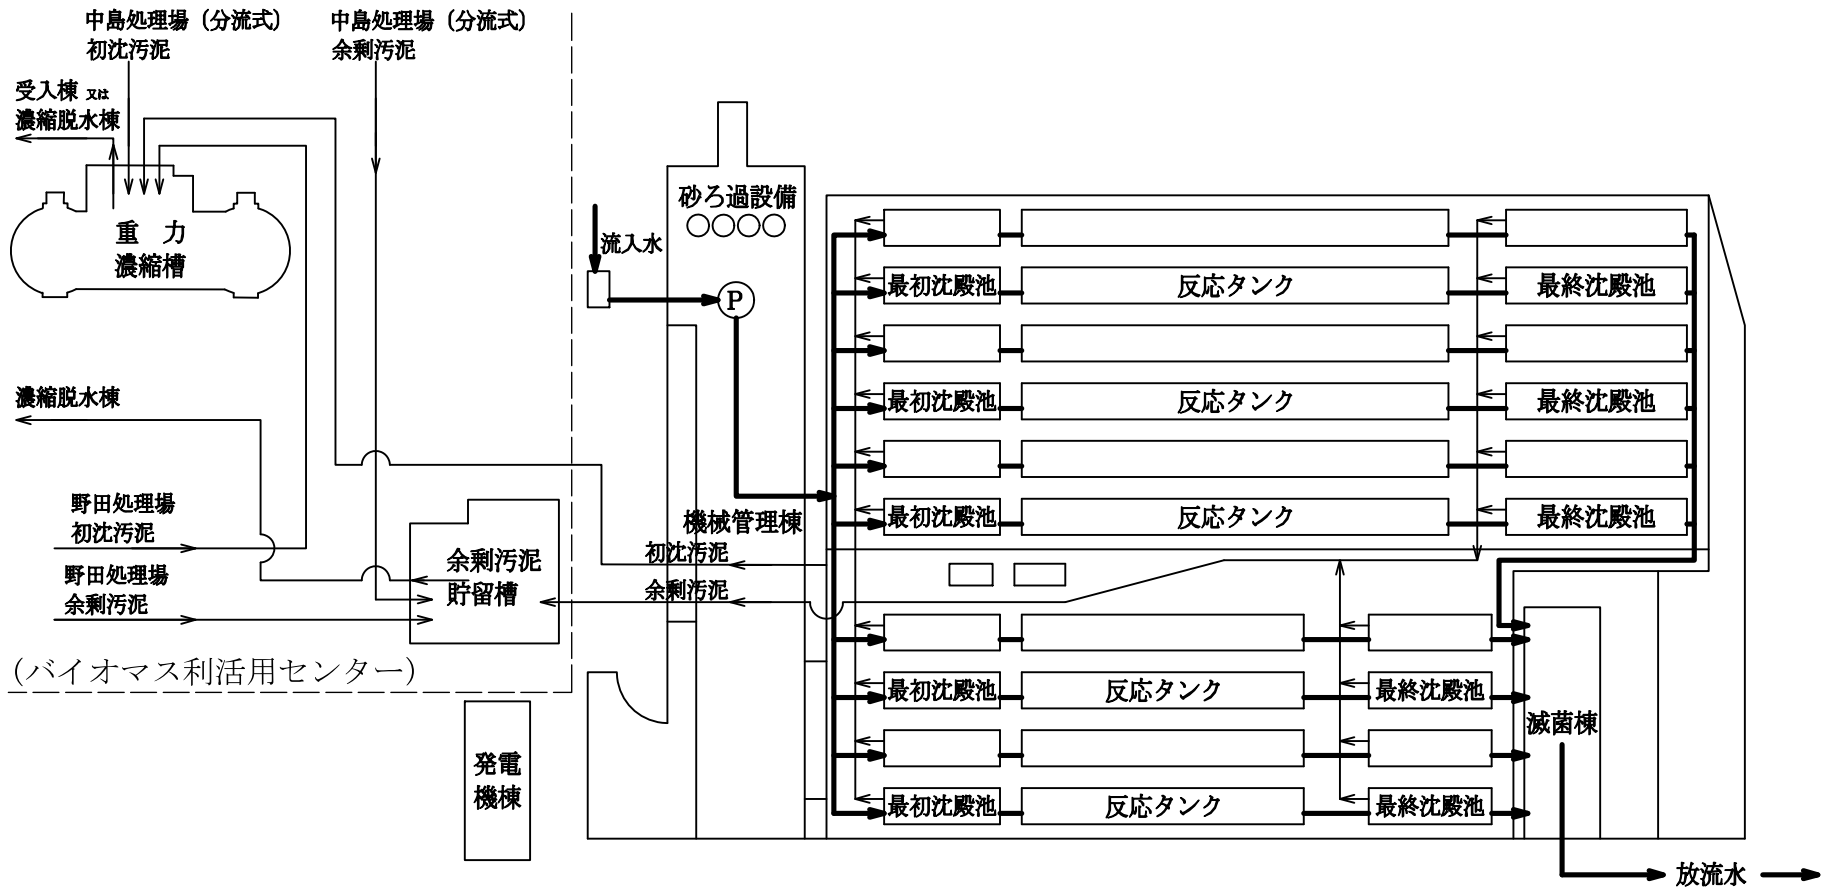 中島処理場（分流式）
初沈汚泥
中島処理場（分流式）
余剰汚泥
受入棟 又は
濃縮脱水棟
重　力
濃縮槽
濃縮脱水棟
野田処理場
初沈汚泥
野田処理場
余剰汚泥
余剰汚泥
貯留槽
（バイオマス利活用センター）
発電
機棟
流入水
砂ろ過設備
P
機械管理棟
初沈汚泥
余剰汚泥
最初沈殿池　反応タンク　最終沈殿池
最初沈殿池　反応タンク　最終沈殿池
最初沈殿池　反応タンク　最終沈殿池
最初沈殿池　反応タンク　最終沈殿池
最初沈殿池　反応タンク　最終沈殿池
滅菌棟
放流水